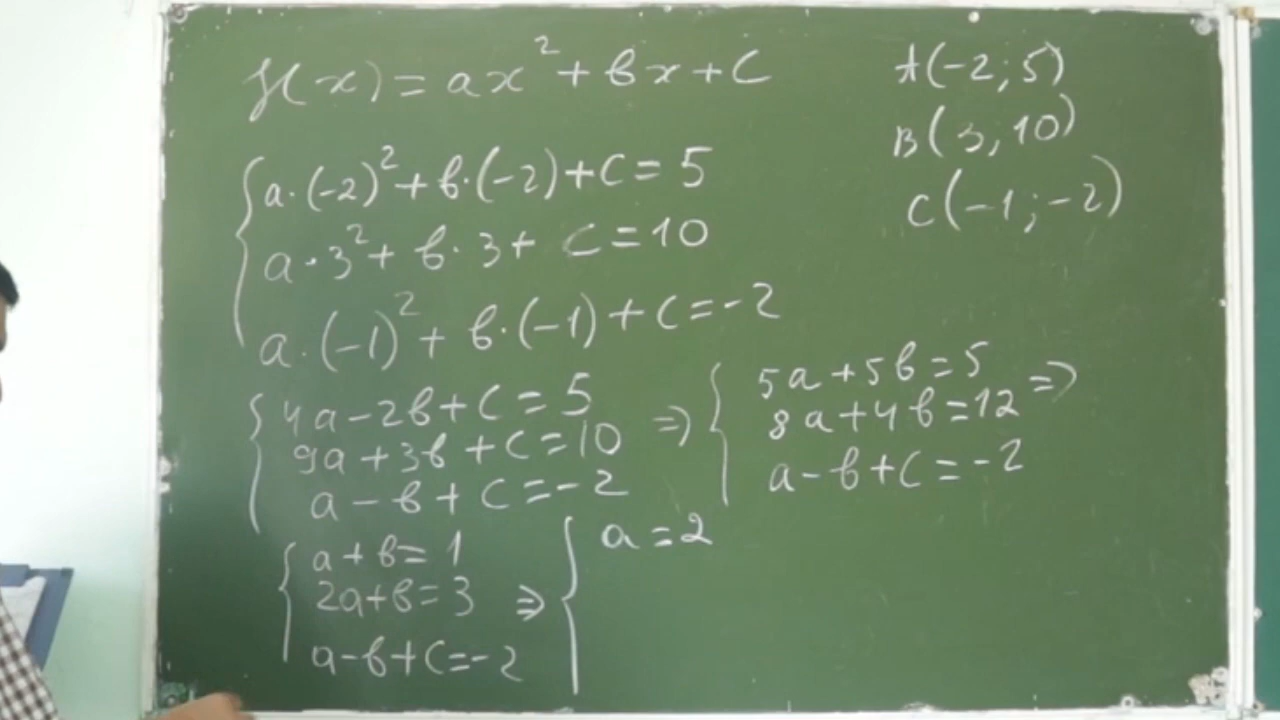 f(x) = ax² + bx + c
A(-2; 5)
B(3, 10)
C(-1; -2)
a·(-2)² + b·(-2) + c = 5
a·3² + b·3 + c = 10
a·(-1)² + b·(-1) + c = -2
4a - 2b + c = 5
9a + 3b + c = 10
a - b + c = -2
⇒
5a + 5b = 5
8a + 4b = 12 ⇒
a - b + c = -2
a + b = 1
2a + b = 3 ⇒
a - b + c = -2
a = 2